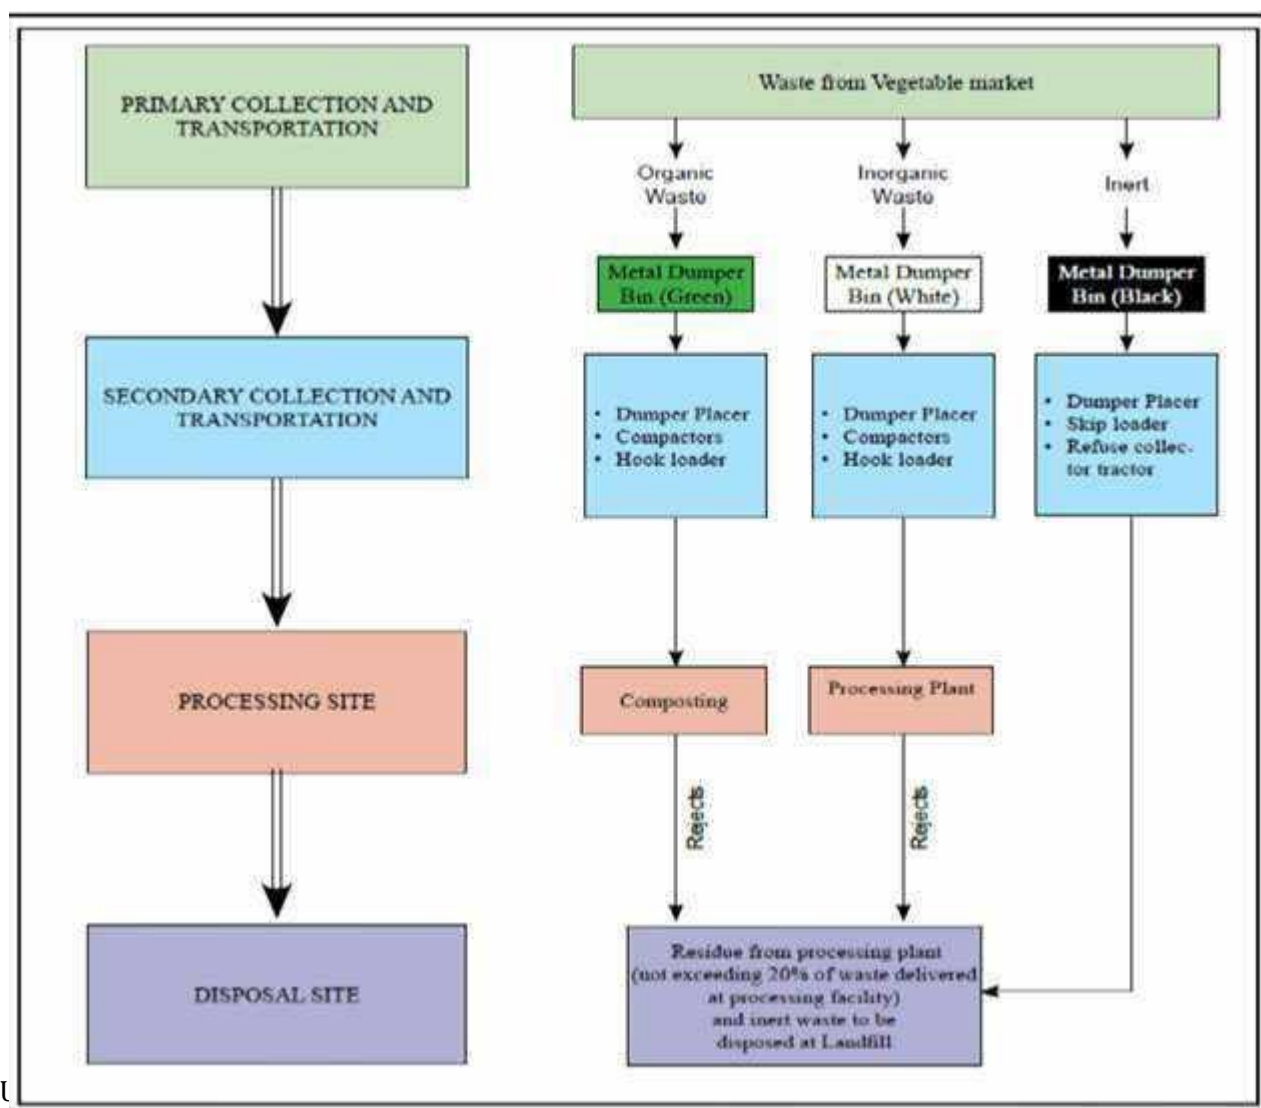 PRIMARY COLLECTION AND
TRANSPORTATION
Waste from Vegetable market
Organic
Waste
Inorganic
Waste
Inert
Metal Dumper
Bin (Green)
Metal Dumper
Bin (White)
Metal Dumper
Bin (Black)
SECONDARY COLLECTION AND
TRANSPORTATION
• Dumper Placer
• Compactors
• Hook loader
• Dumper Placer
• Compactors
• Hook loader
• Dumper Placer
• Skip loader
• Refuse collec-
tor tractor
PROCESSING SITE
Composting
Processing Plant
Rejects
Rejects
DISPOSAL SITE
Residue from processing plant
(not exceeding 20% of waste delivered
at processing facility)
and inert waste to be
disposed at Landfill